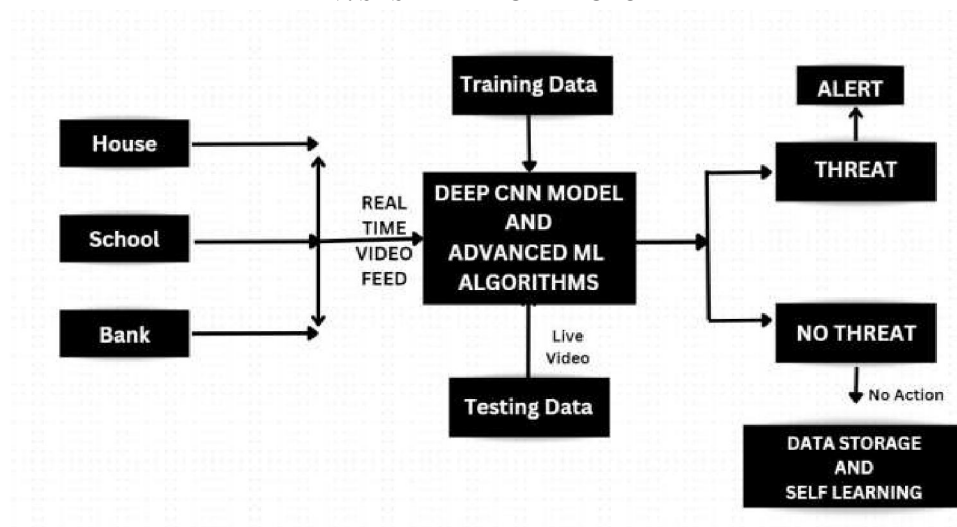 Training Data
ALERT
House
THREAT
DEEP CNN MODEL
AND
ADVANCED ML
ALGORITHMS
REAL
TIME
VIDEO
FEED
School
Bank
NO THREAT
Live
Video
No Action
Testing Data
DATA STORAGE
AND
SELF LEARNING